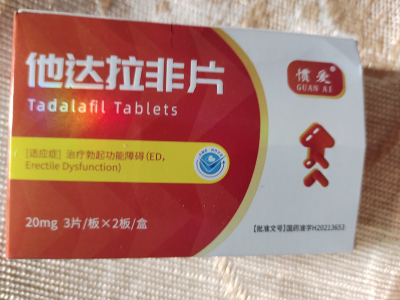 他达拉非片
Tadalafil Tablets
惯爱
GUAN AI
[适应症] 治疗勃起功能障碍(ED,
Erectile Dysfunction)
20mg 3片/板×2板/盒
【批准文号】国药准字H20213653